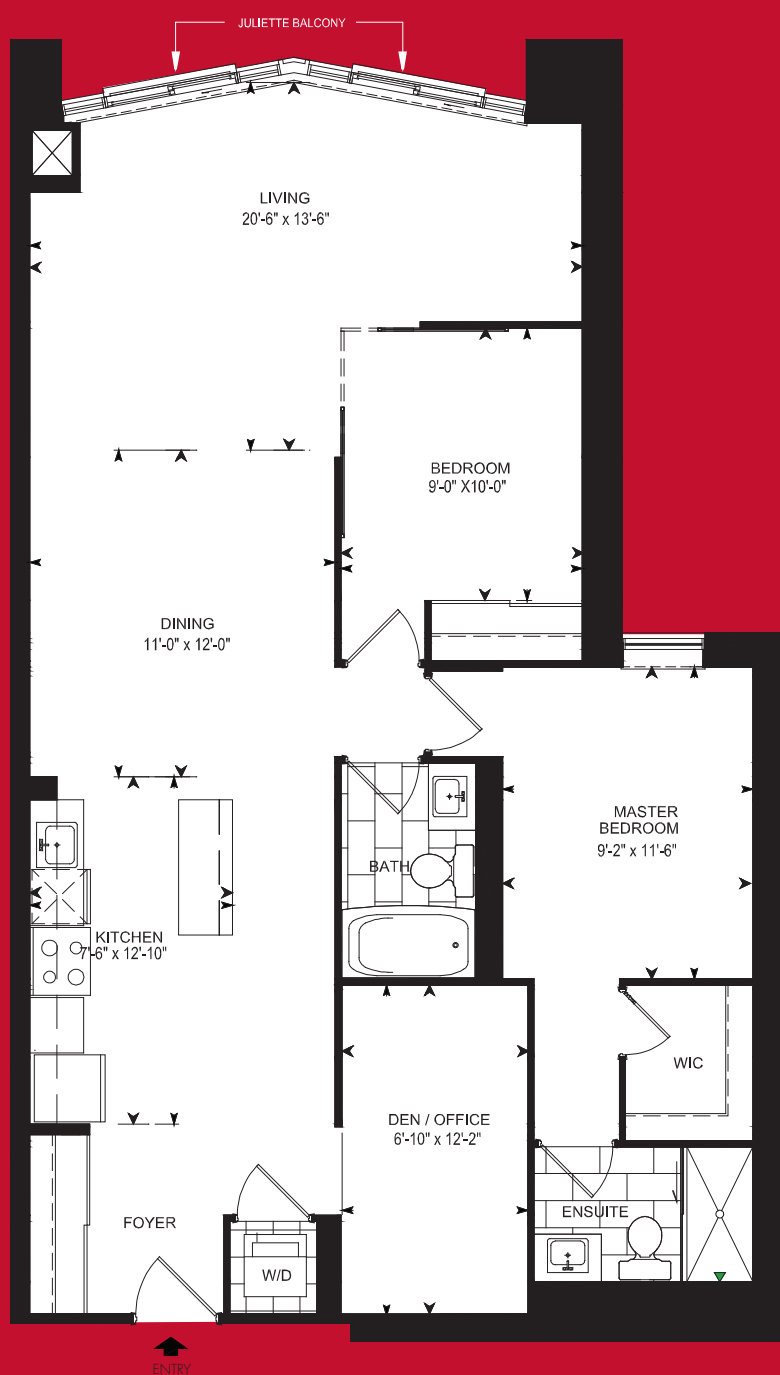 JULIETTE BALCONY
LIVING
20'-6" x 13'-6"
BEDROOM
9'-0" X10'-0"
DINING
11'-0" x 12'-0"
MASTER
BEDROOM
9'-2" x 11'-6"
BATH
KITCHEN
7'-6" x 12'-10"
WIC
DEN / OFFICE
6'-10" x 12'-2"
ENSUITE
FOYER
W/D
ENTRY